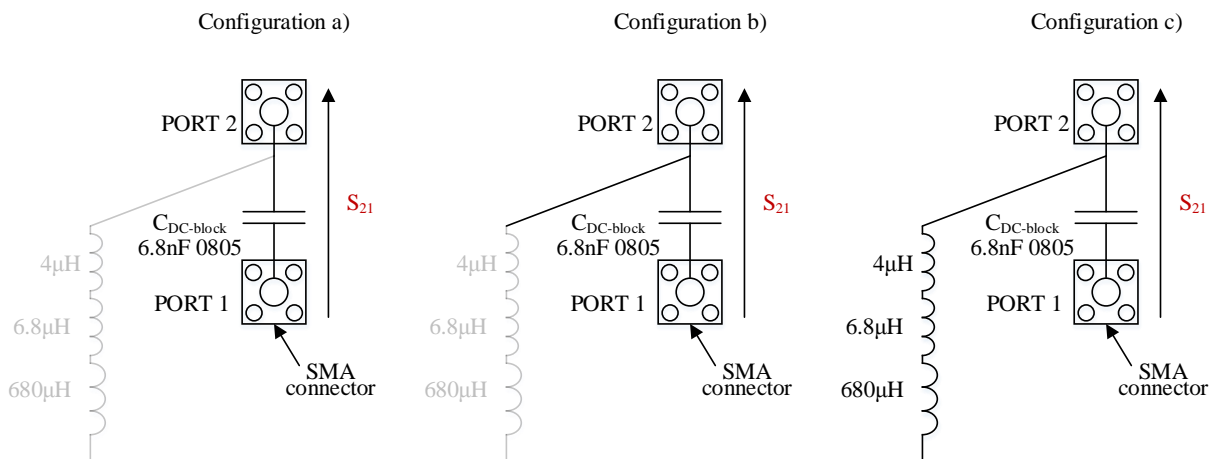 Configuration a)
PORT 2
S21
CDC-block
6.8nF 0805
4μH
PORT 1
6.8μH
SMA
connector
680μH
Configuration b)
PORT 2
S21
CDC-block
6.8nF 0805
4μH
PORT 1
6.8μH
SMA
connector
680μH
Configuration c)
PORT 2
S21
CDC-block
6.8nF 0805
4μH
PORT 1
6.8μH
SMA
connector
680μH